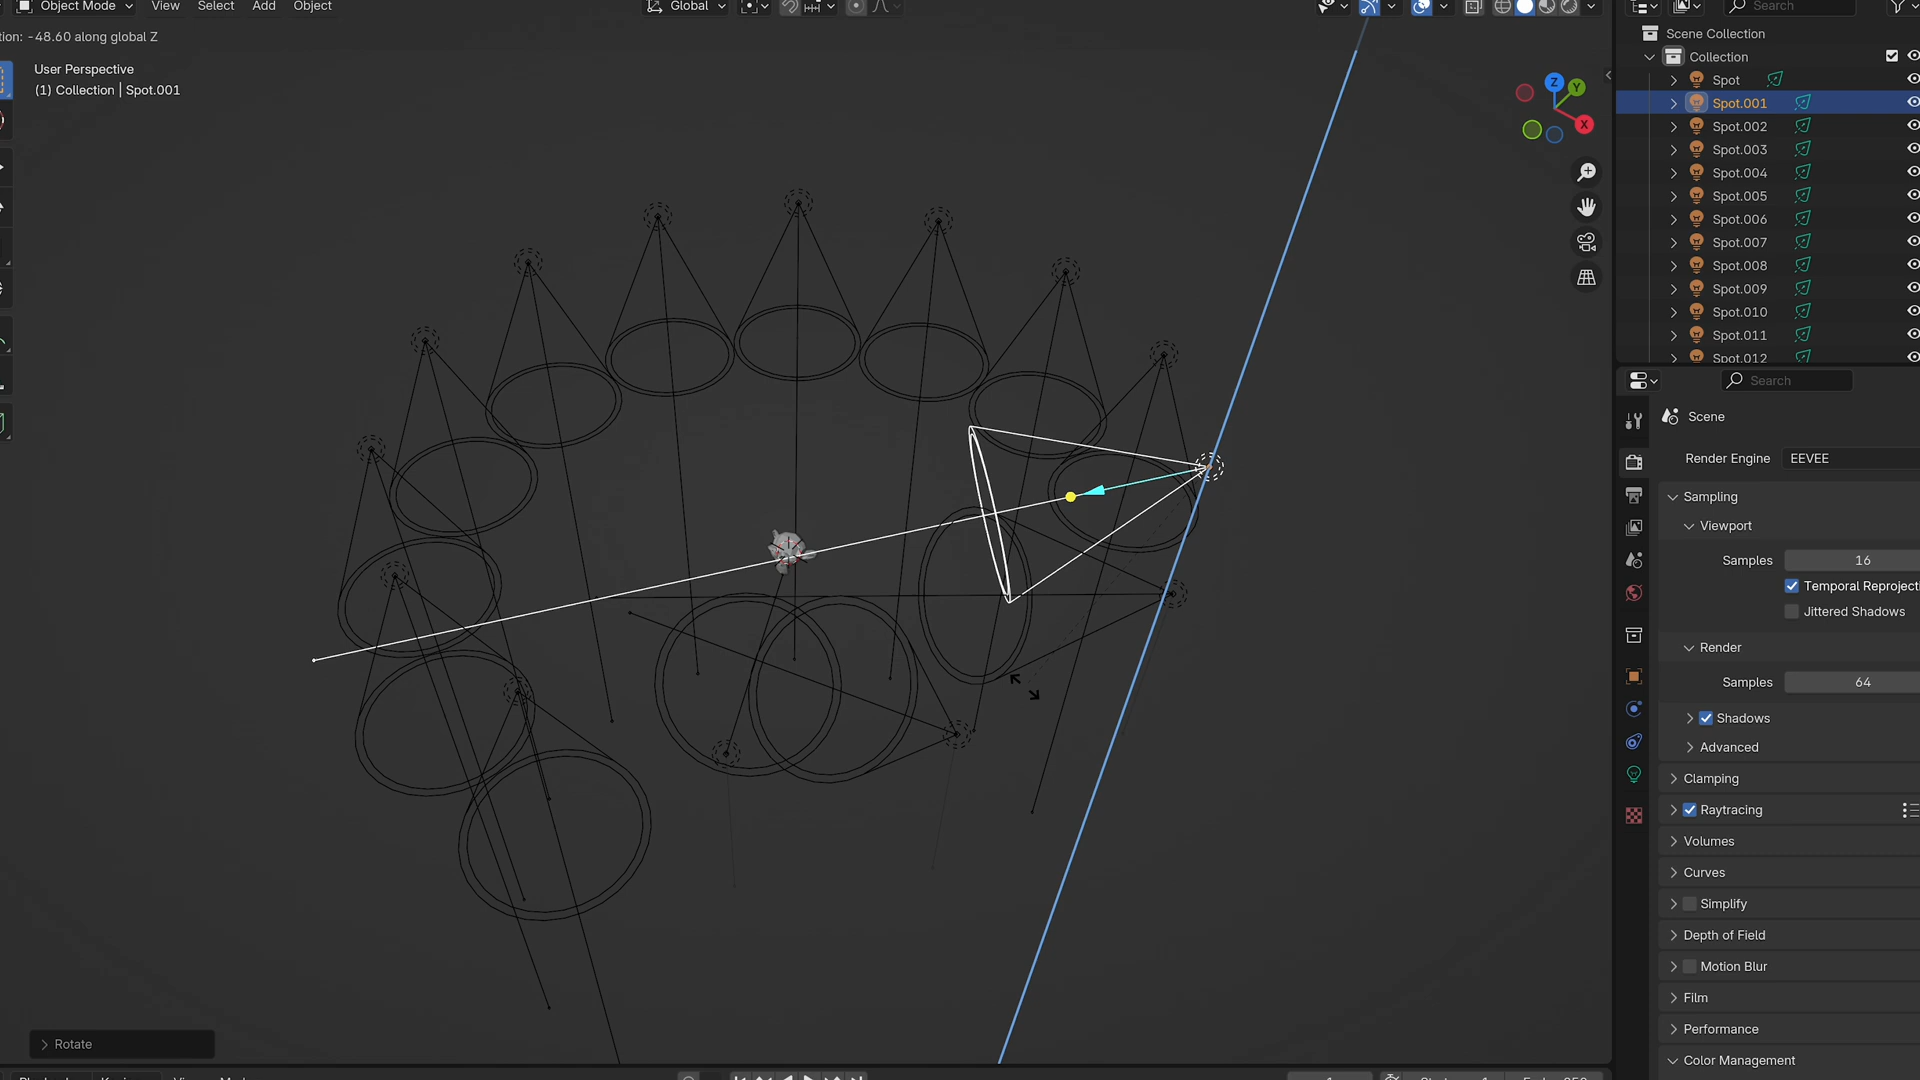 Object Mode View Select Add Object Global Search
tion: -48.60 along global Z
User Perspective
(1) Collection | Spot.001
Z
Y
X
Scene Collection
Collection
Spot
Spot.001
Spot.002
Spot.003
Spot.004
Spot.005
Spot.006
Spot.007
Spot.008
Spot.009
Spot.010
Spot.011
Spot.012
Search
Scene
Render Engine EEVEE
Sampling
Viewport
Samples 16
Temporal Reprojecti
Jittered Shadows
Render
Samples 64
Shadows
Advanced
Clamping
Raytracing
Volumes
Curves
Simplify
Depth of Field
Motion Blur
Film
Performance
Color Management
Rotate